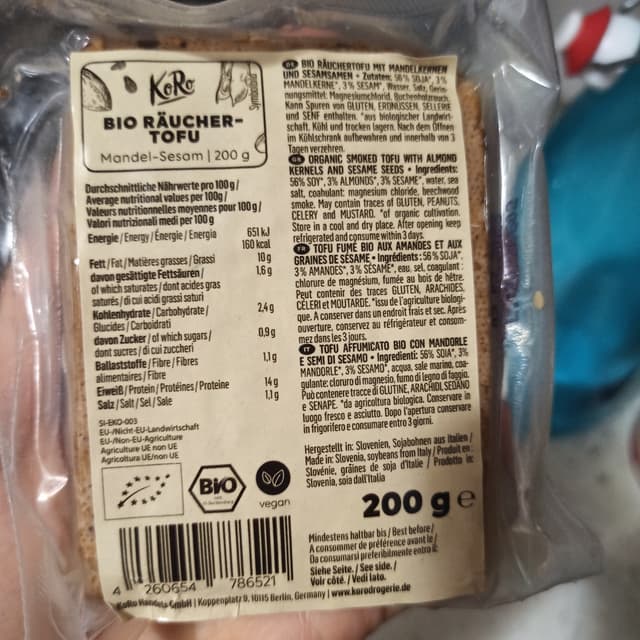 KoRo
Symbolbild
BIO RÄUCHER-
TOFU
Mandel-Sesam | 200 g
Durchschnittliche Nährwerte pro 100 g /
Average nutritional values per 100g /
Valeurs nutritionnelles moyennes pour 100 g /
Valori nutrizionali medi per 100 g
Energie / Energy / Énergie / Energia 651 kJ
160 kcal
Fett / Fat / Matières grasses / Grassi 10 g
davon gesättigte Fettsäuren / 1,6 g
of which saturates / dont acides gras
saturés / di cui acidi grassi saturi
Kohlenhydrate / Carbohydrate / 2,4 g
Glucides / Carboidrati
davon Zucker / of which sugars / 0,9 g
dont sucres / di cui zuccheri
Ballaststoffe / Fibre / Fibres 1,1 g
alimentaires / Fibre
Eiweiß / Protein / Protéines / Proteine 14 g
Salz / Salt / Sel / Sale 1,1 g
SI-EKO-003
EU-/Nicht-EU-Landwirtschaft
EU-/Non-EU-Agriculture
Agriculture UE non UE
Agricoltura UE/non UE
Bio
vegan
4 260654 786521
KoRo Handels GmbH | Koppenplatz 9, 10115 Berlin, Germany | www.korodrogerie.de
DE BIO RÄUCHERTOFU MIT MANDELKERNEN
UND SESAMSAMEN • Zutaten: 56% SOJA*, 3%
MANDELKERNE*, 3% SESAM*, Wasser, Salz, Gerin-
nungsmittel: Magnesiumchlorid, Buchenholzrauch.
Kann Spuren von GLUTEN, ERDNÜSSEN, SELLERIE
und SENF enthalten. *aus biologischer Landwirt-
schaft. Kühl und trocken lagern. Nach dem Öffnen
im Kühlschrank aufbewahren und innerhalb von 3
Tagen verzehren.
ORGANIC SMOKED TOFU WITH ALMOND
KERNELS AND SESAME SEEDS • Ingredients:
56% SOY*, 3% ALMONDS*, 3% SESAME*, water, sea
salt, coagulant: magnesium chloride, beechwood
smoke. May contain traces of GLUTEN, PEANUTS,
CELERY and MUSTARD. *of organic cultivation.
Store in a cool and dry place. After opening keep
refrigerated and consume within 3 days.
FR TOFU FUMÉ BIO AUX AMANDES ET AUX
GRAINES DE SÉSAME • Ingrédients : 56% SOJA*,
3% AMANDES*, 3% SÉSAME*, eau, sel, coagulant :
chlorure de magnésium, fumée au bois de hêtre.
Peut contenir des traces GLUTEN, ARACHIDES,
CÉLERI et MOUTARDE. *issu de l'agriculture biologi-
que. A conserver dans un endroit frais et sec. Après
ouverture, conservez au réfrigérateur et consom-
mez dans les 3 jours.
IT TOFU AFFUMICATO BIO CON MANDORLE
E SEMI DI SESAMO • Ingredienti: 56% SOIA*, 3%
MANDORLE*, 3% SESAMO*, acqua, sale marino, coa-
gulante: cloruro di magnesio, fumo di legno di faggio.
Può contenere tracce di GLUTINE, ARACHIDI, SEDANO
e SENAPE. *da agricoltura biologica. Conservare in
luogo fresco e asciutto. Dopo l'apertura conservare
in frigorifero e consumare entro 3 giorni.
Hergestellt in: Slovenien, Sojabohnen aus Italien /
Made in: Slovenia, soybeans from Italy / Produit en :
Slovénie, graines de soja d'Italie / Prodotto in:
Slovenia, soia dall'Italia
200 g e
Mindestens haltbar bis / Best before /
A consommer de préférence avant le /
Da consumarsi preferibilmente entro il:
Siehe Seite. / See side. /
Voir côté. / Vedi lato.